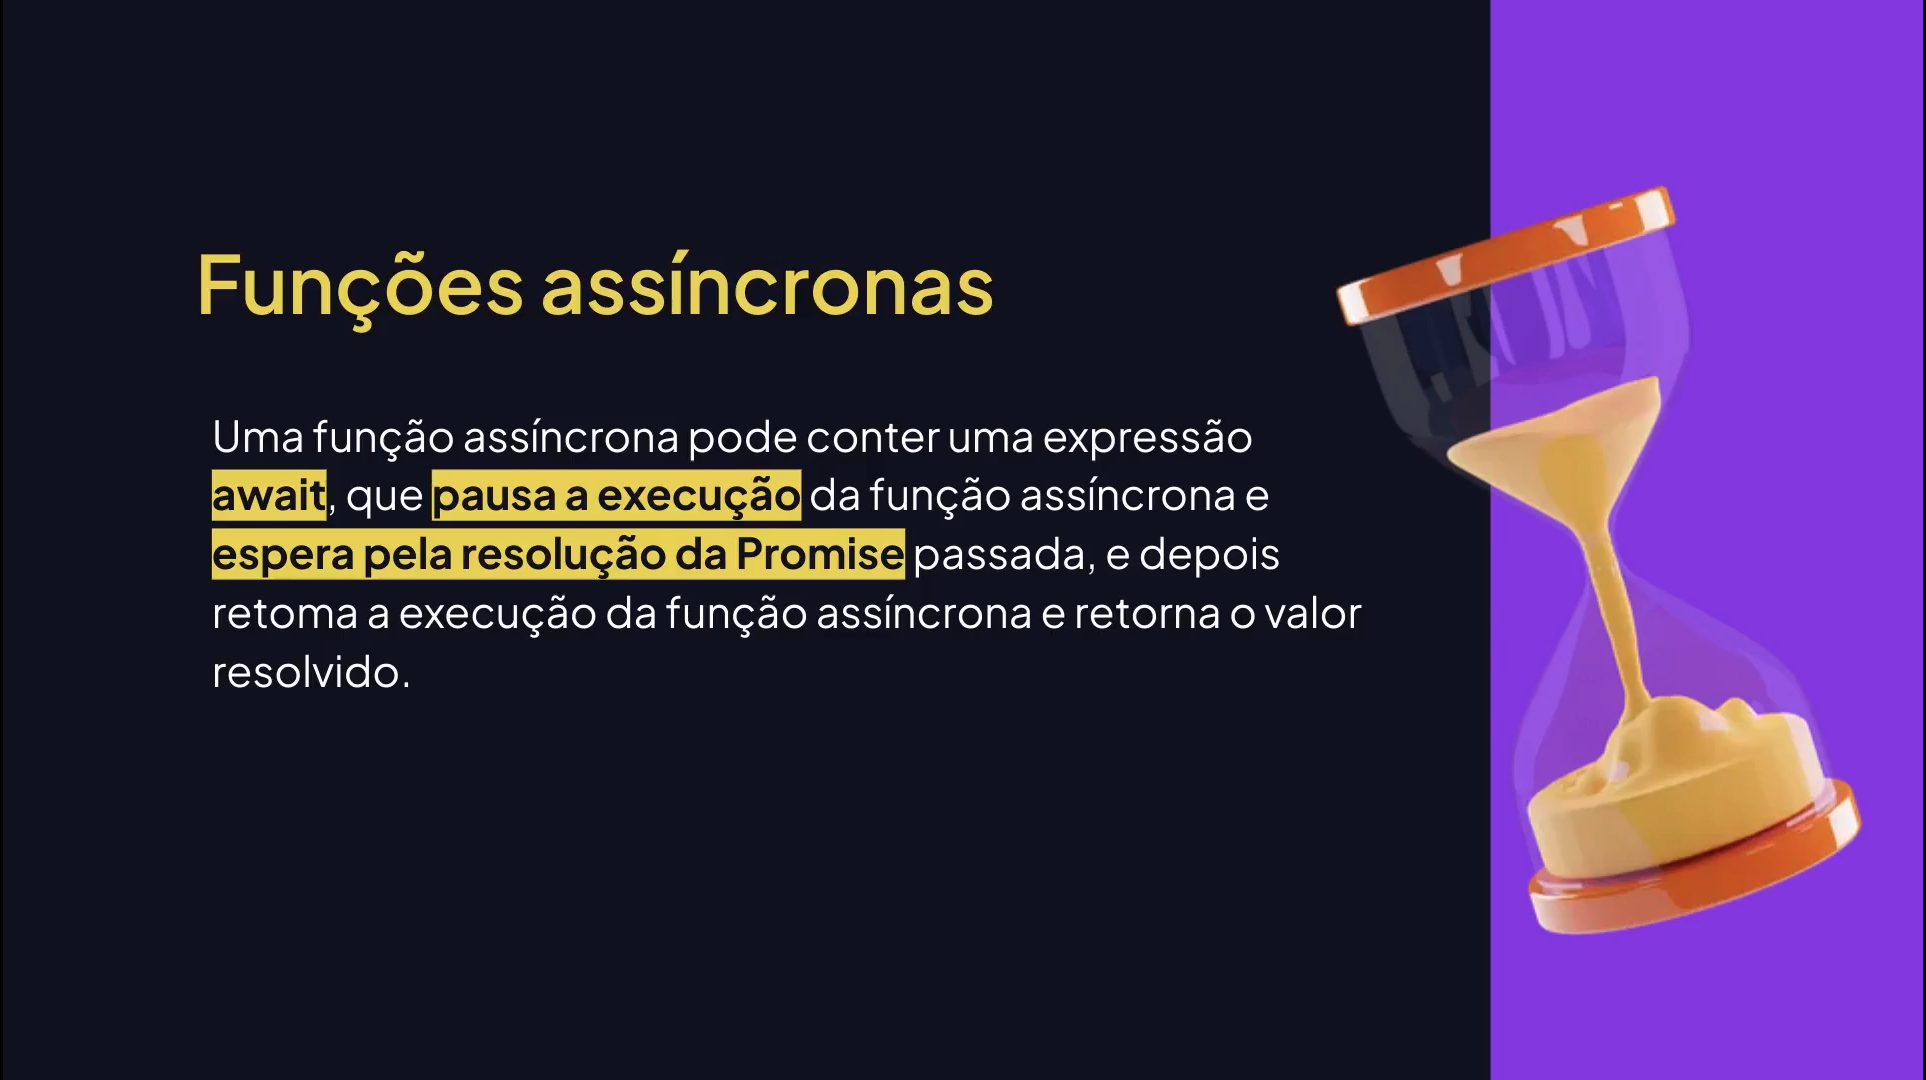 Funções assíncronas
Uma função assíncrona pode conter uma expressão
await, que pausa a execução da função assíncrona e
espera pela resolução da Promise passada, e depois
retoma a execução da função assíncrona e retorna o valor
resolvido.